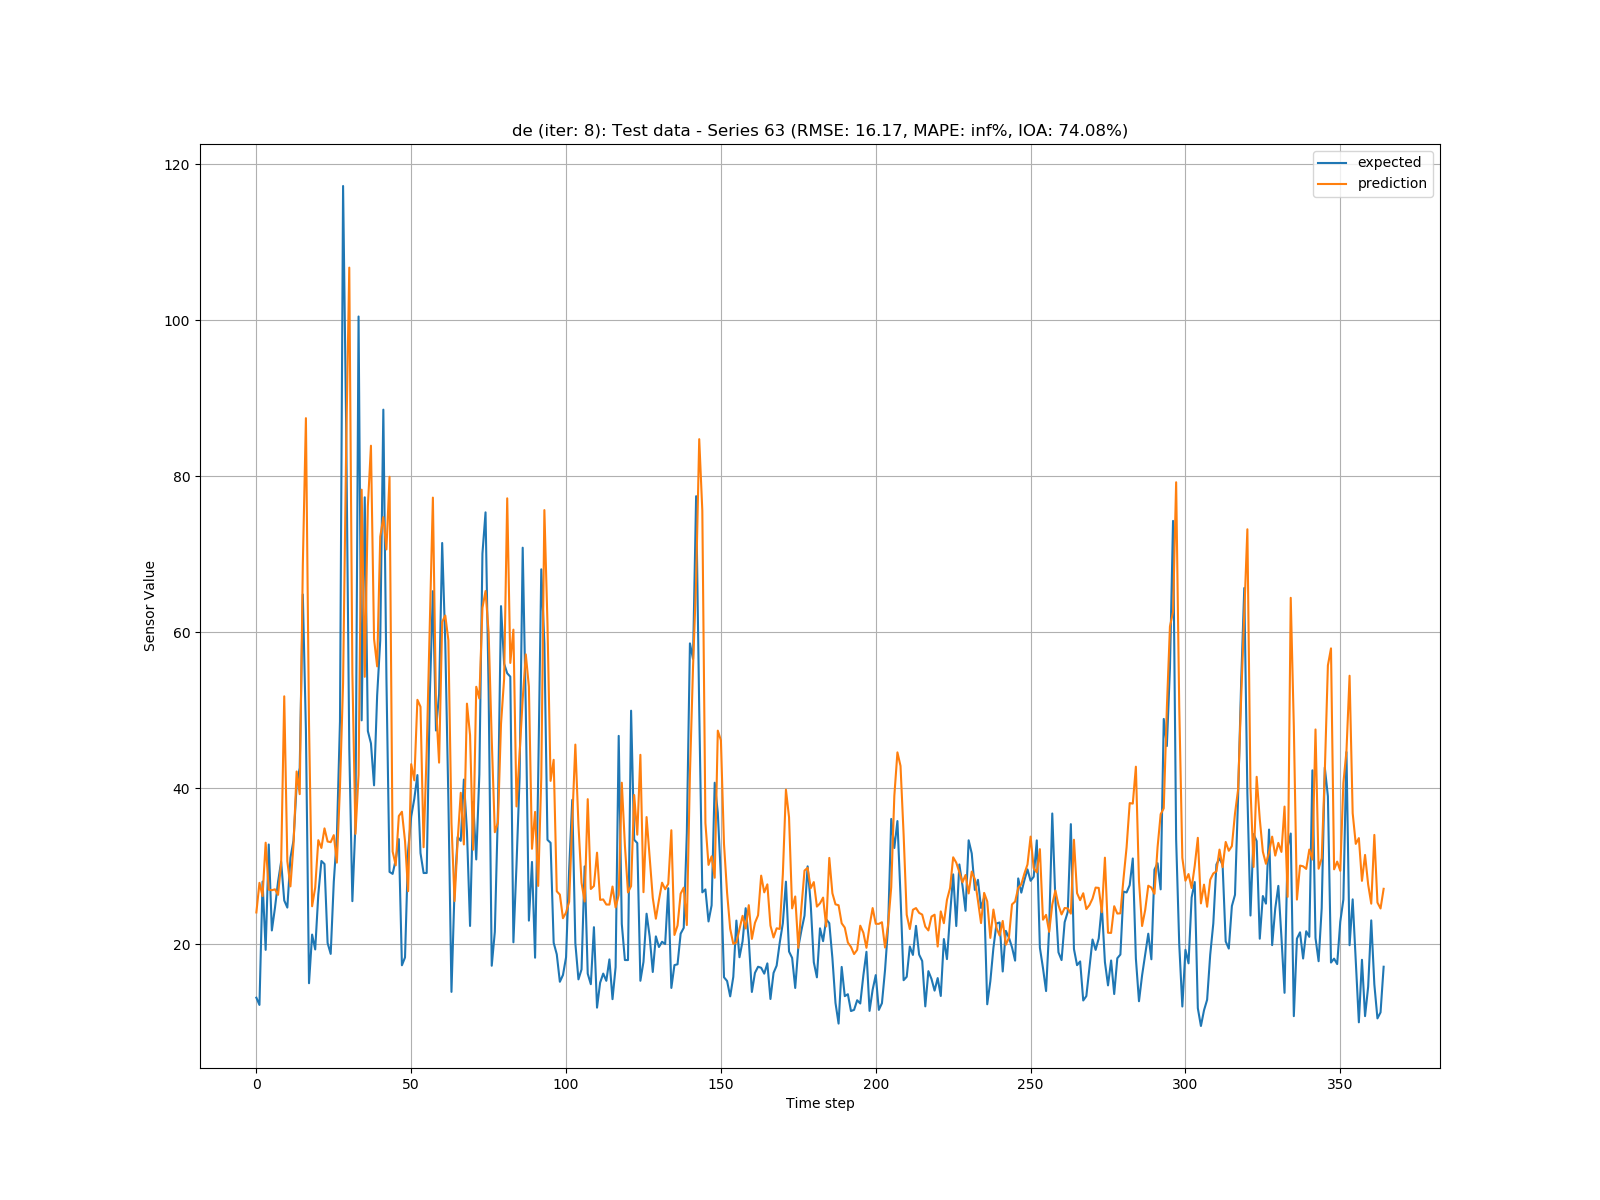 de (iter: 8): Test data - Series 63 (RMSE: 16.17, MAPE: inf%, IOA: 74.08%)
expected
prediction
120
100
80
60
40
20
Sensor Value
0
50
100
150
200
250
300
350
Time step